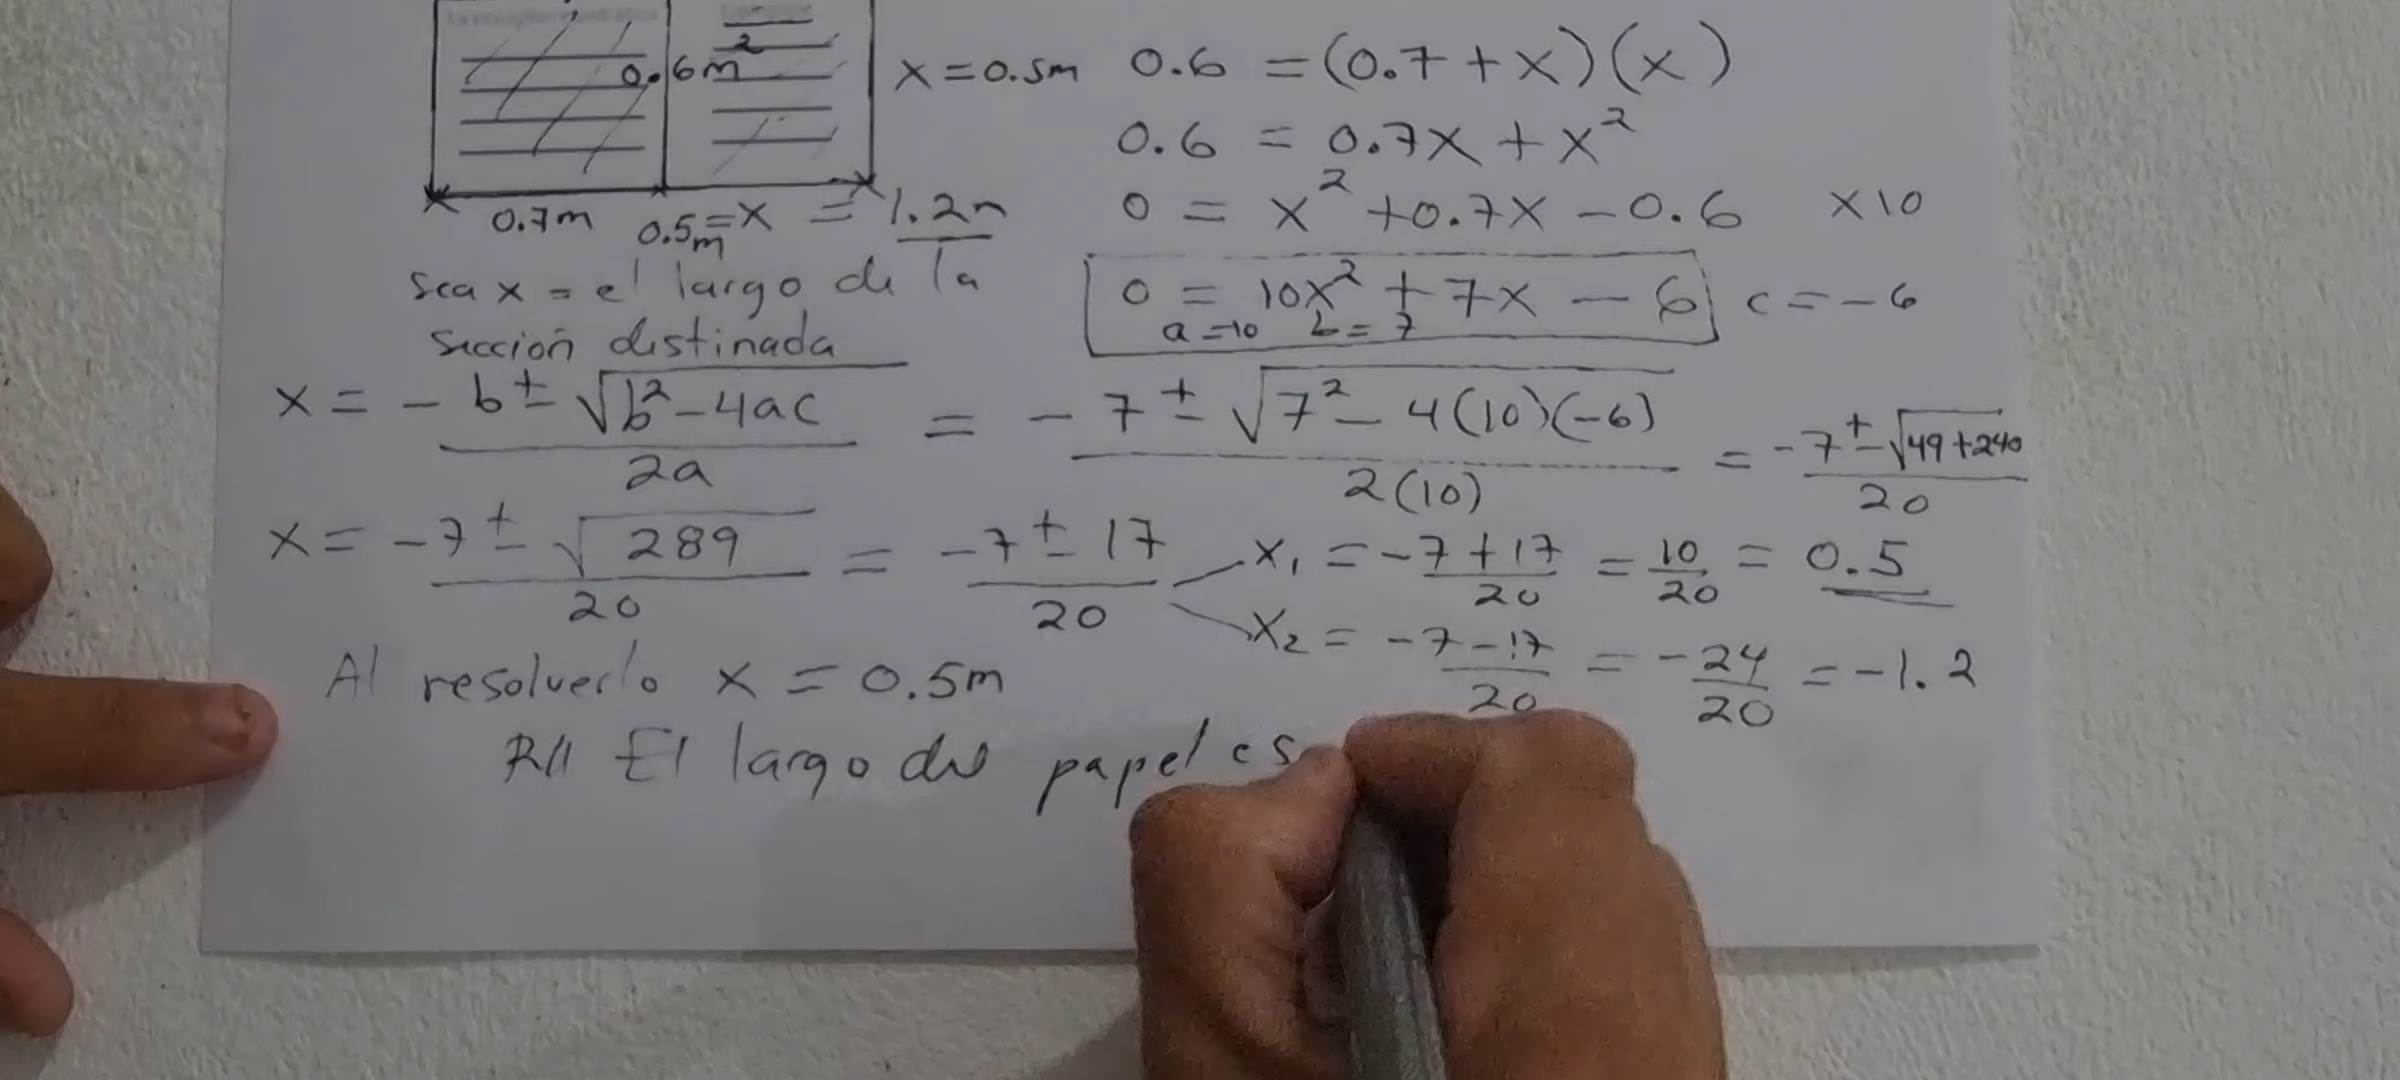 0.6m²
x = 0.5m
0.6 = (0.7 + x)(x)
0.6 = 0.7x + x²
0.7m 0.5m = x = 1.2m
0 = x² + 0.7x - 0.6 x10
sea x = el largo de la
sección distinada
0 = 10x² + 7x - 6 c = -6
a = 10 b = 7
x = -b ± √b² - 4ac / 2a = -7 ± √7² - 4(10)(-6) / 2(10) = -7 ± √49 + 240 / 20
x = -7 ± √289 / 20 = -7 ± 17 / 20
x₁ = -7 + 17 / 20 = 10 / 20 = 0.5
x₂ = -7 - 17 / 20 = -24 / 20 = -1.2
Al resolverlo x = 0.5m
R// El largo del papel es